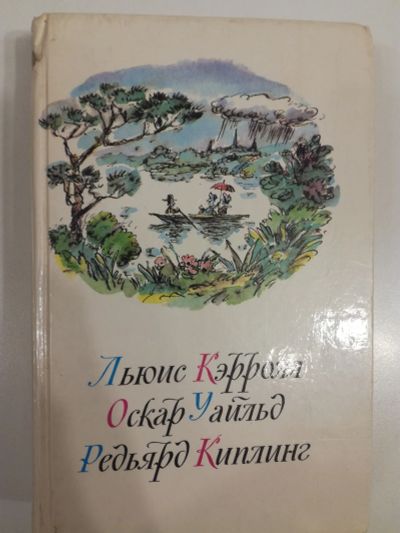 Льюис Кэрролл
Оскар Уайльд
Редьярд Киплинг